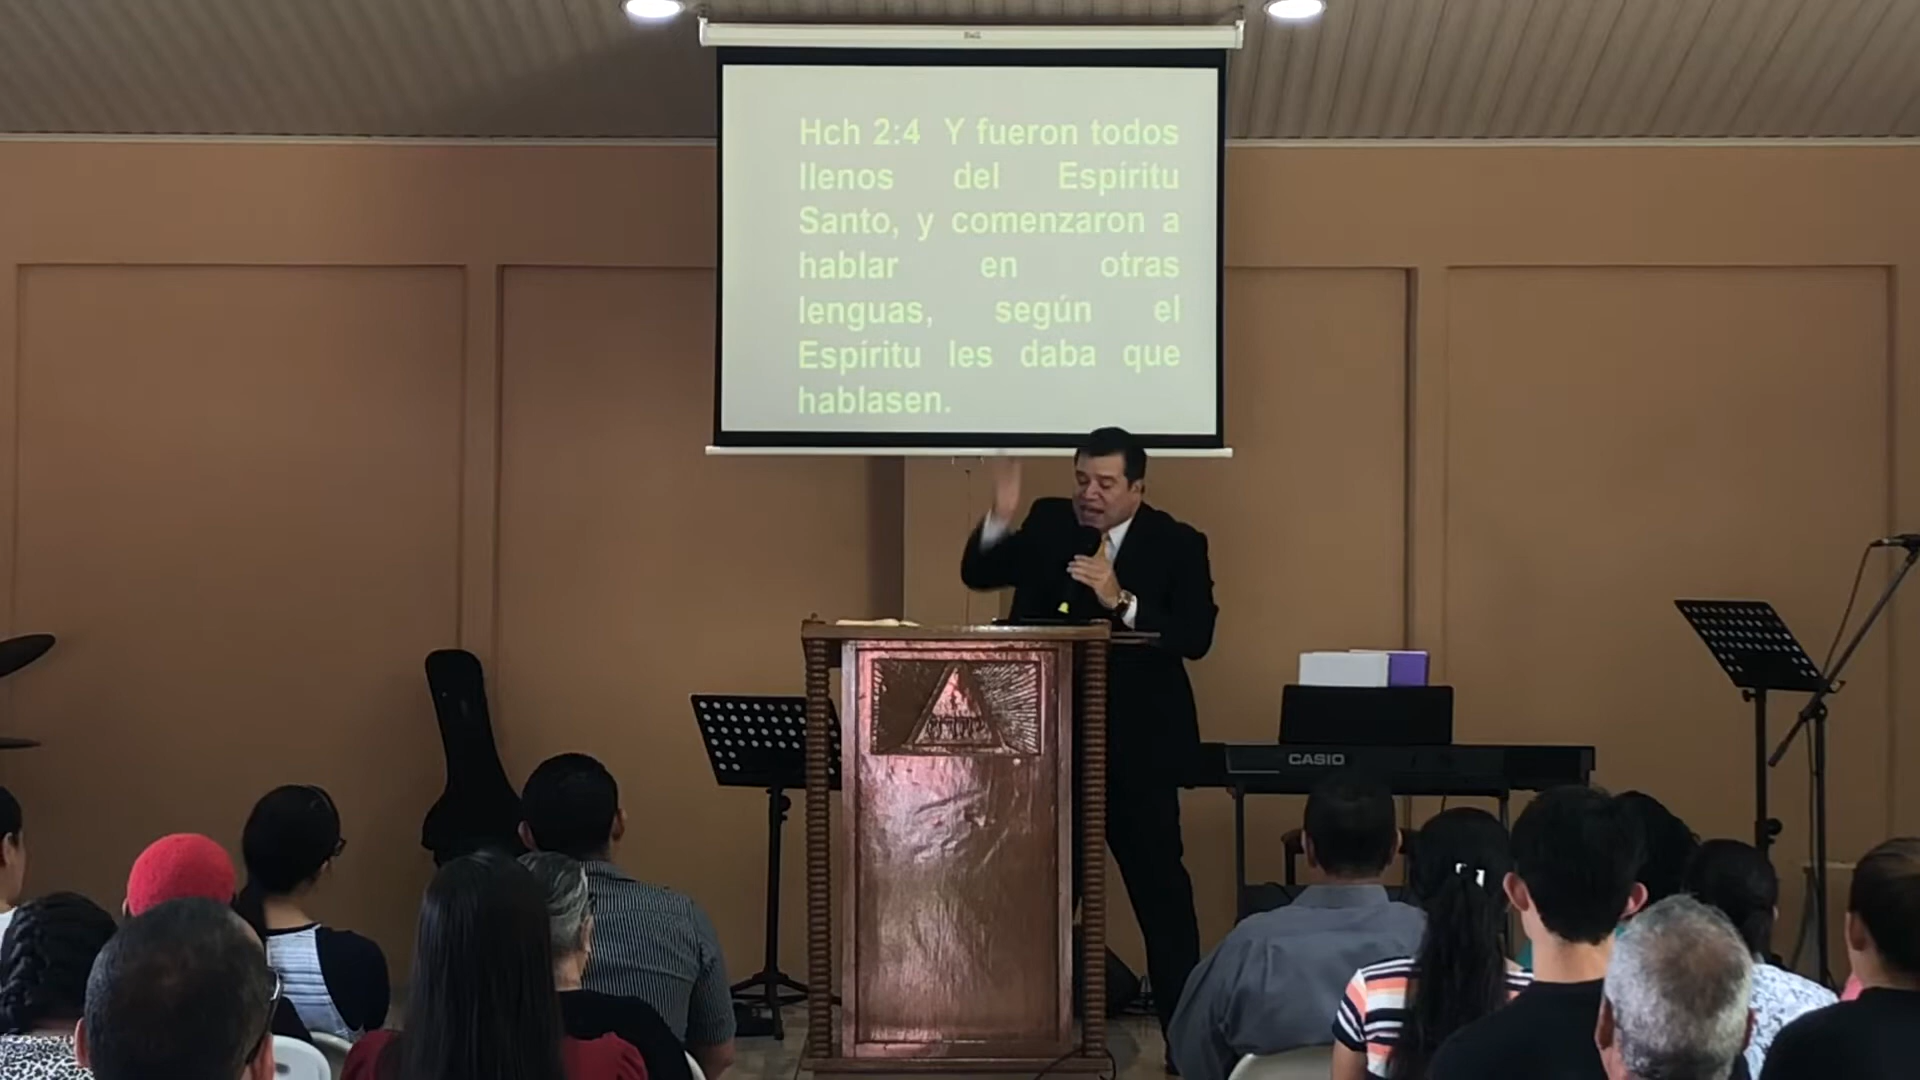 Hch 2:4 Y fueron todos
llenos del Espíritu
Santo, y comenzaron a
hablar en otras
lenguas, según el
Espíritu les daba que
hablasen.
CASIO